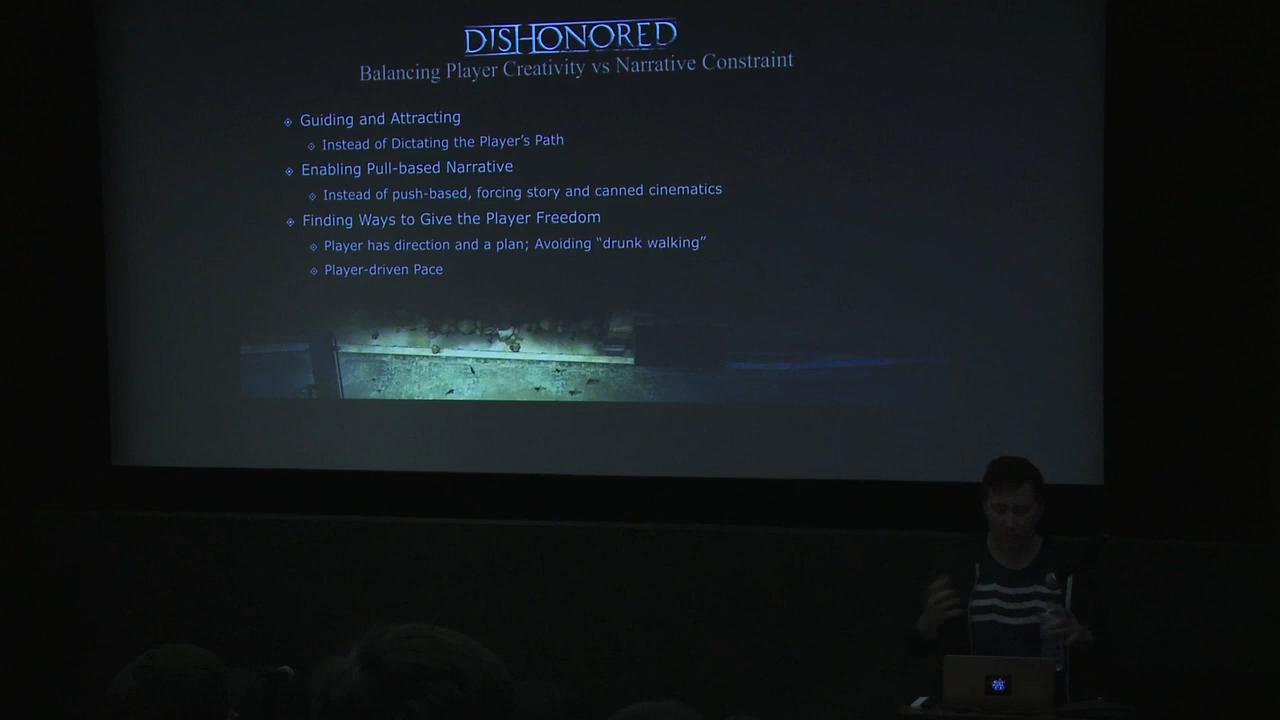 DISHONORED
Balancing Player Creativity vs Narrative Constraint
Guiding and Attracting
Instead of Dictating the Player's Path
Enabling Pull-based Narrative
Instead of push-based, forcing story and canned cinematics
Finding Ways to Give the Player Freedom
Player has direction and a plan; Avoiding “drunk walking”
Player-driven Pace